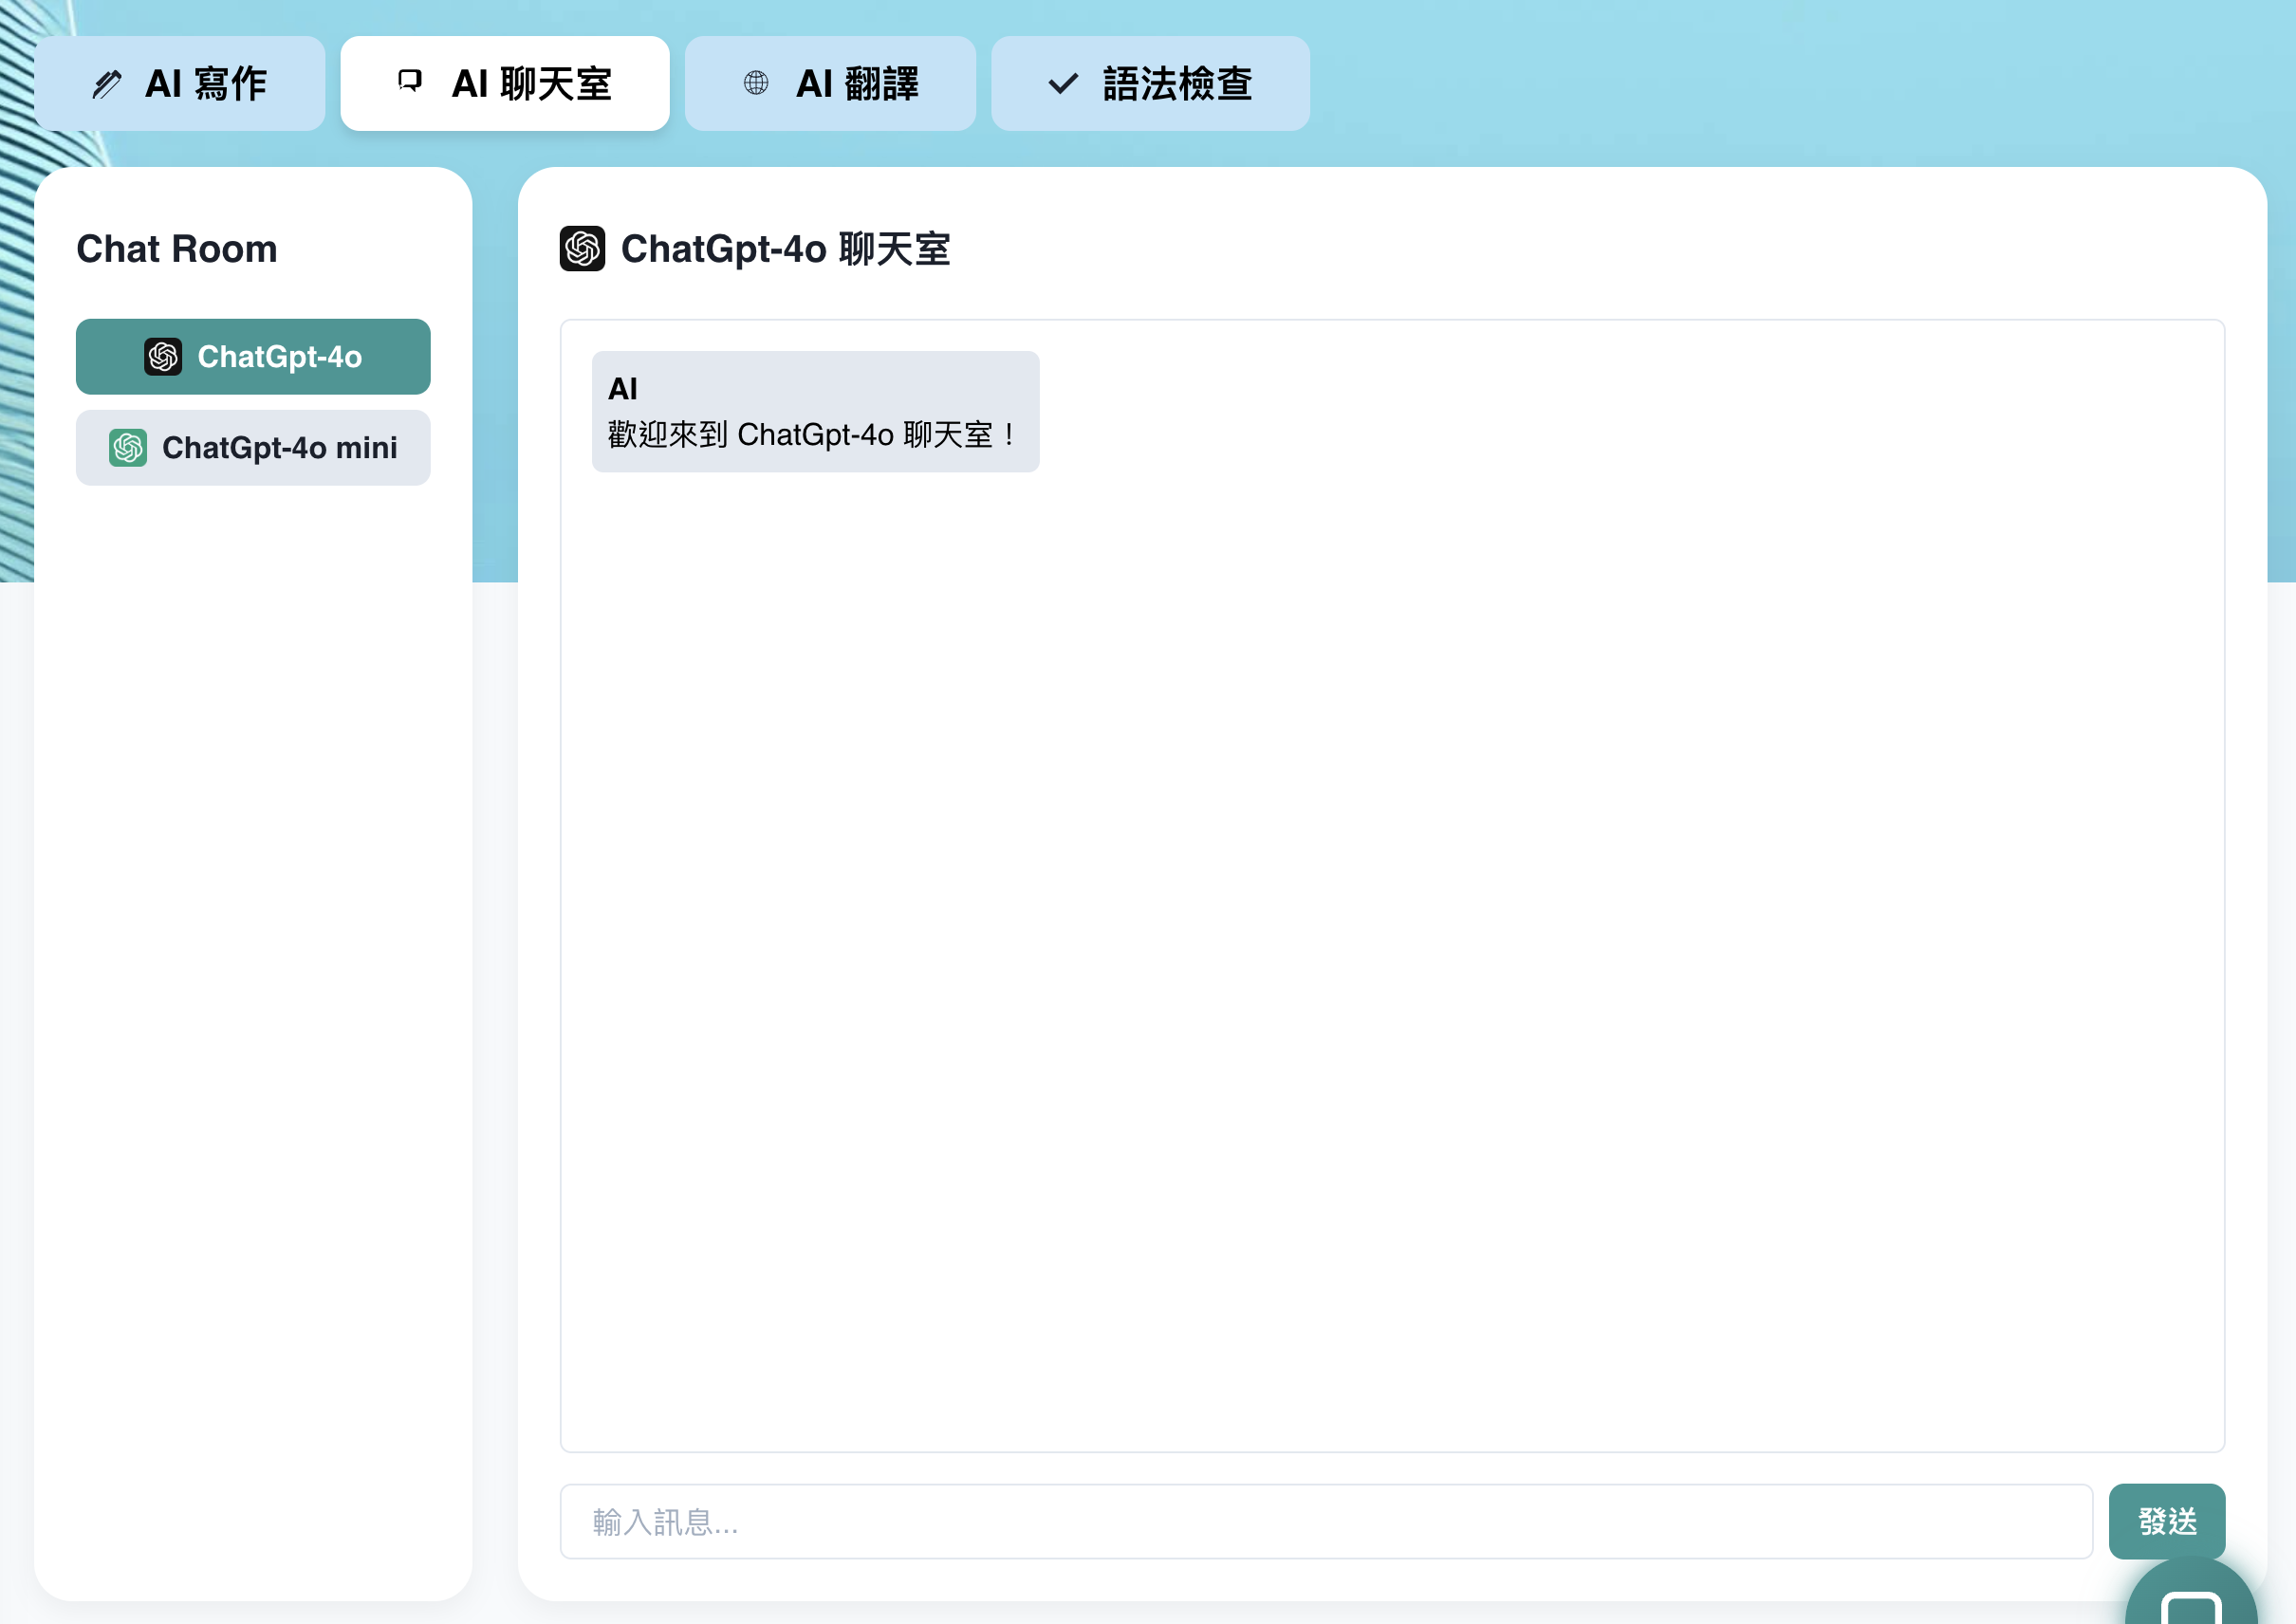 AI 寫作
AI 聊天室
AI 翻譯
語法檢查
Chat Room
ChatGpt-4o
ChatGpt-4o mini
ChatGpt-4o 聊天室
AI
歡迎來到 ChatGpt-4o 聊天室！
輸入訊息...
發送